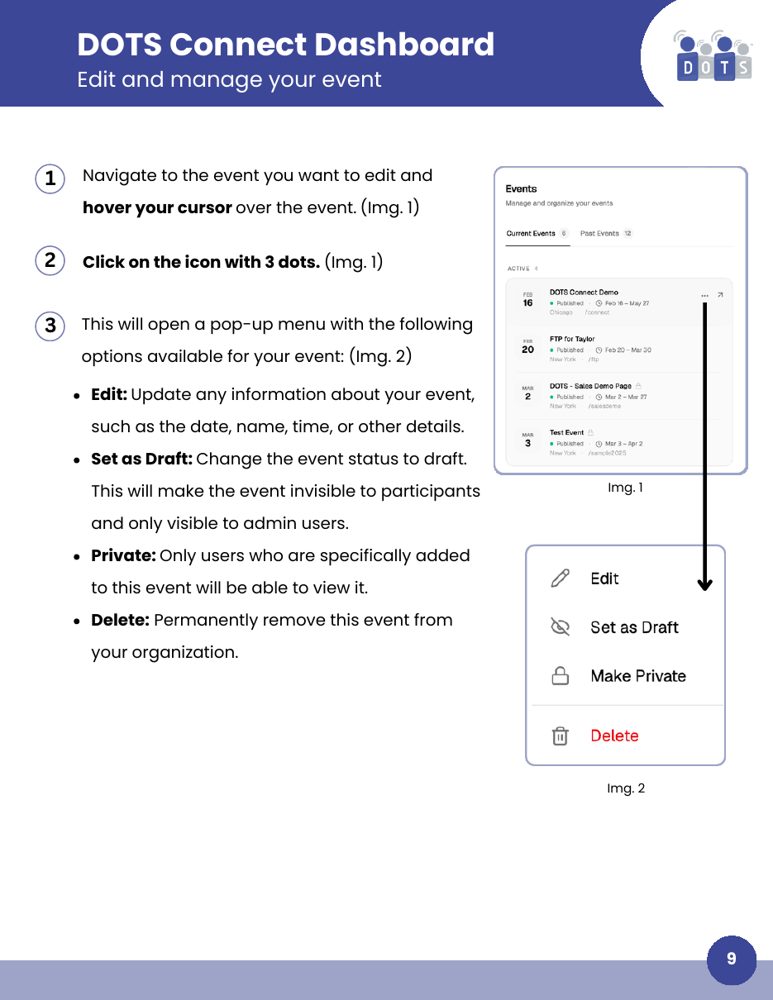 DOTS Connect Dashboard
Edit and manage your event
DOTS
1
Navigate to the event you want to edit and
hover your cursor over the event. (Img. 1)
2
Click on the icon with 3 dots. (Img. 1)
3
This will open a pop-up menu with the following
options available for your event: (Img. 2)
• Edit: Update any information about your event,
such as the date, name, time, or other details.
• Set as Draft: Change the event status to draft.
This will make the event invisible to participants
and only visible to admin users.
• Private: Only users who are specifically added
to this event will be able to view it.
• Delete: Permanently remove this event from
your organization.
Events
Manage and organize your events
Current Events 6 Past Events 12
ACTIVE 4
FEB
16
DOTS Connect Demo
Published · Feb 16 – May 27
Chicago · /connect
FEB
20
FTP for Taylor
Published · Feb 20 – Mar 30
New York · /ftp
MAR
2
DOTS - Sales Demo Page
Published · Mar 2 – Mar 27
New York · /salesdemo
MAR
3
Test Event
Published · Mar 3 – Apr 2
New York · /sample2025
Img. 1
Edit
Set as Draft
Make Private
Delete
Img. 2
9